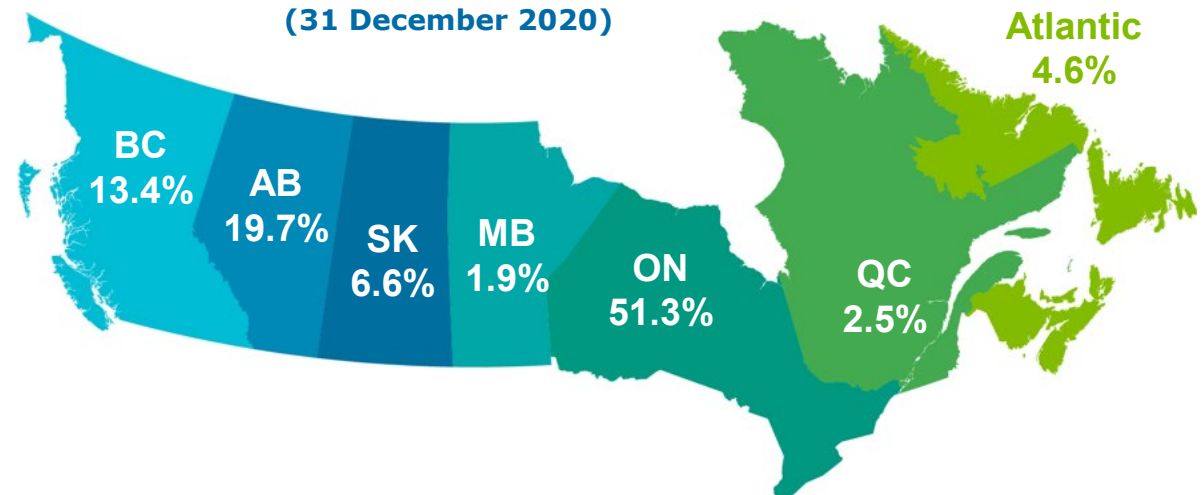 (31 December 2020)
Atlantic
4.6%
BC
13.4%
AB
19.7%
SK
6.6%
MB
1.9%
ON
51.3%
QC
2.5%